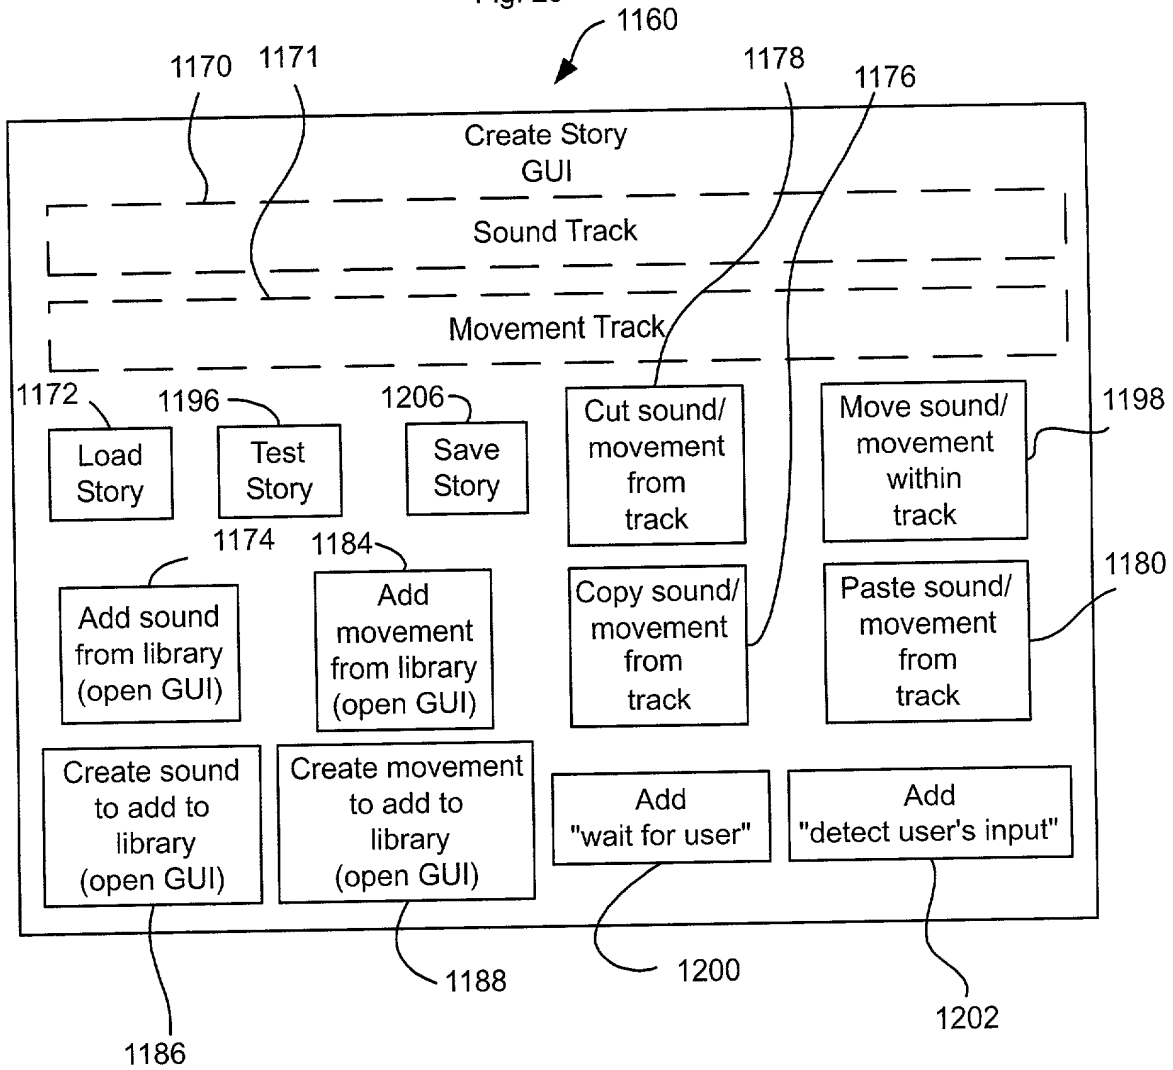 1160
1170
1171
1178
1176
Create Story
GUI
Sound Track
Movement Track
1172
1196
1206
1198
Load
Story
Test
Story
Save
Story
Cut sound/
movement
from
track
Move sound/
movement
within
track
1174
1184
1180
Add sound
from library
(open GUI)
Add
movement
from library
(open GUI)
Copy sound/
movement
from
track
Paste sound/
movement
from
track
Create sound
to add to
library
(open GUI)
Create movement
to add to
library
(open GUI)
Add
"wait for user"
Add
"detect user's input"
1186
1188
1200
1202